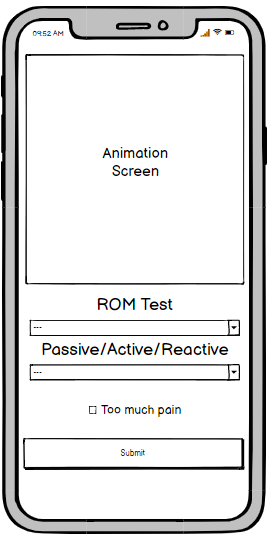 09:52 AM
Animation
Screen
ROM Test
---
Passive/Active/Reactive
---
Too much pain
Submit